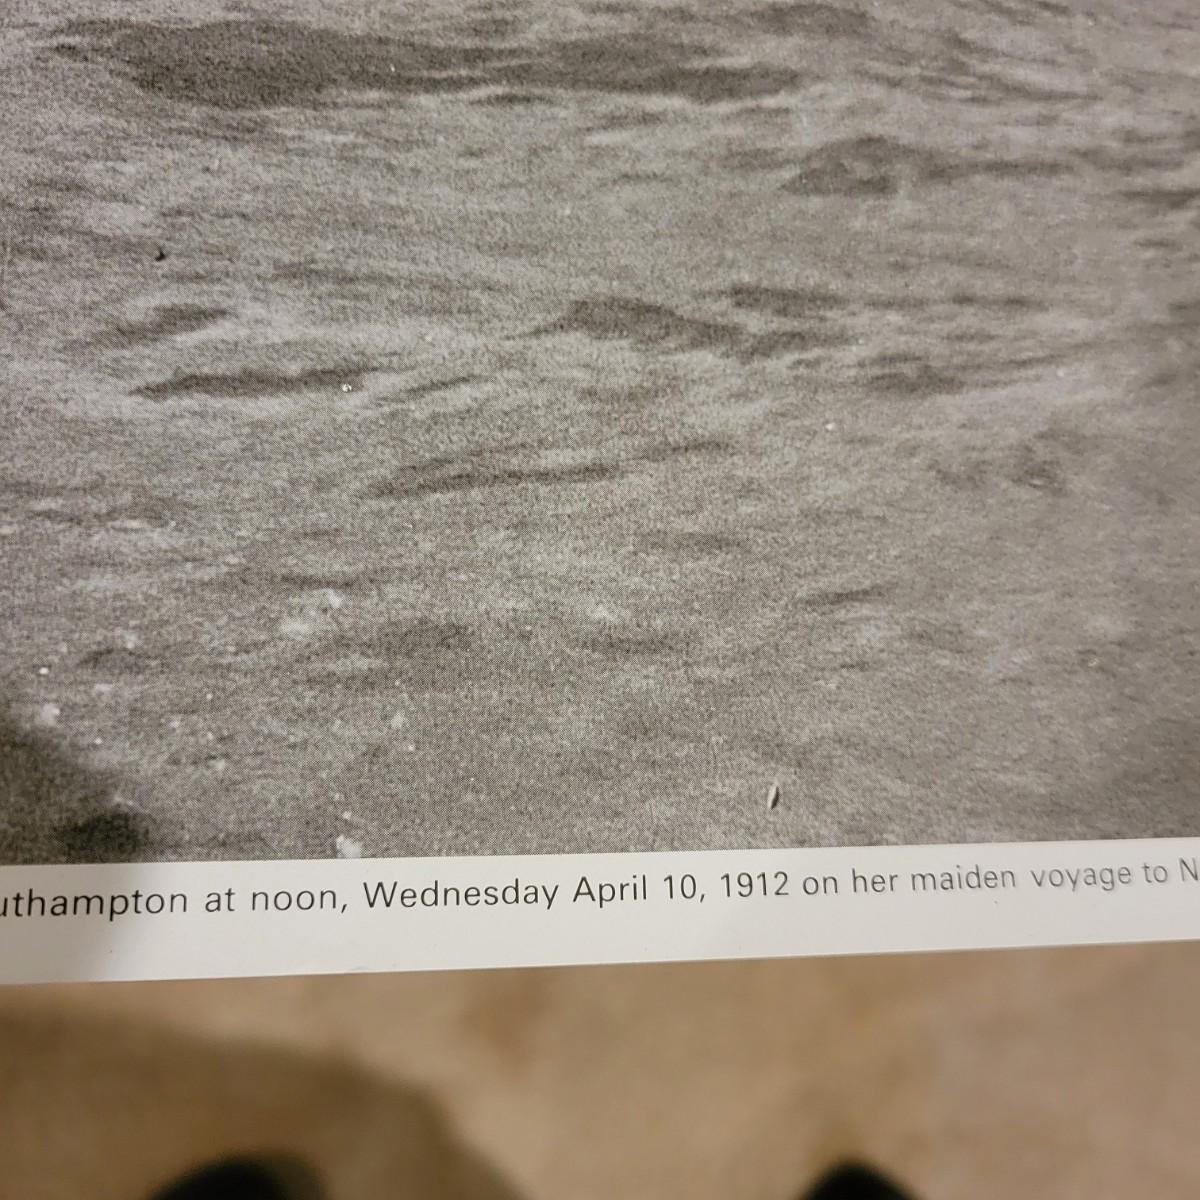 uthampton at noon, Wednesday April 10, 1912 on her maiden voyage to N